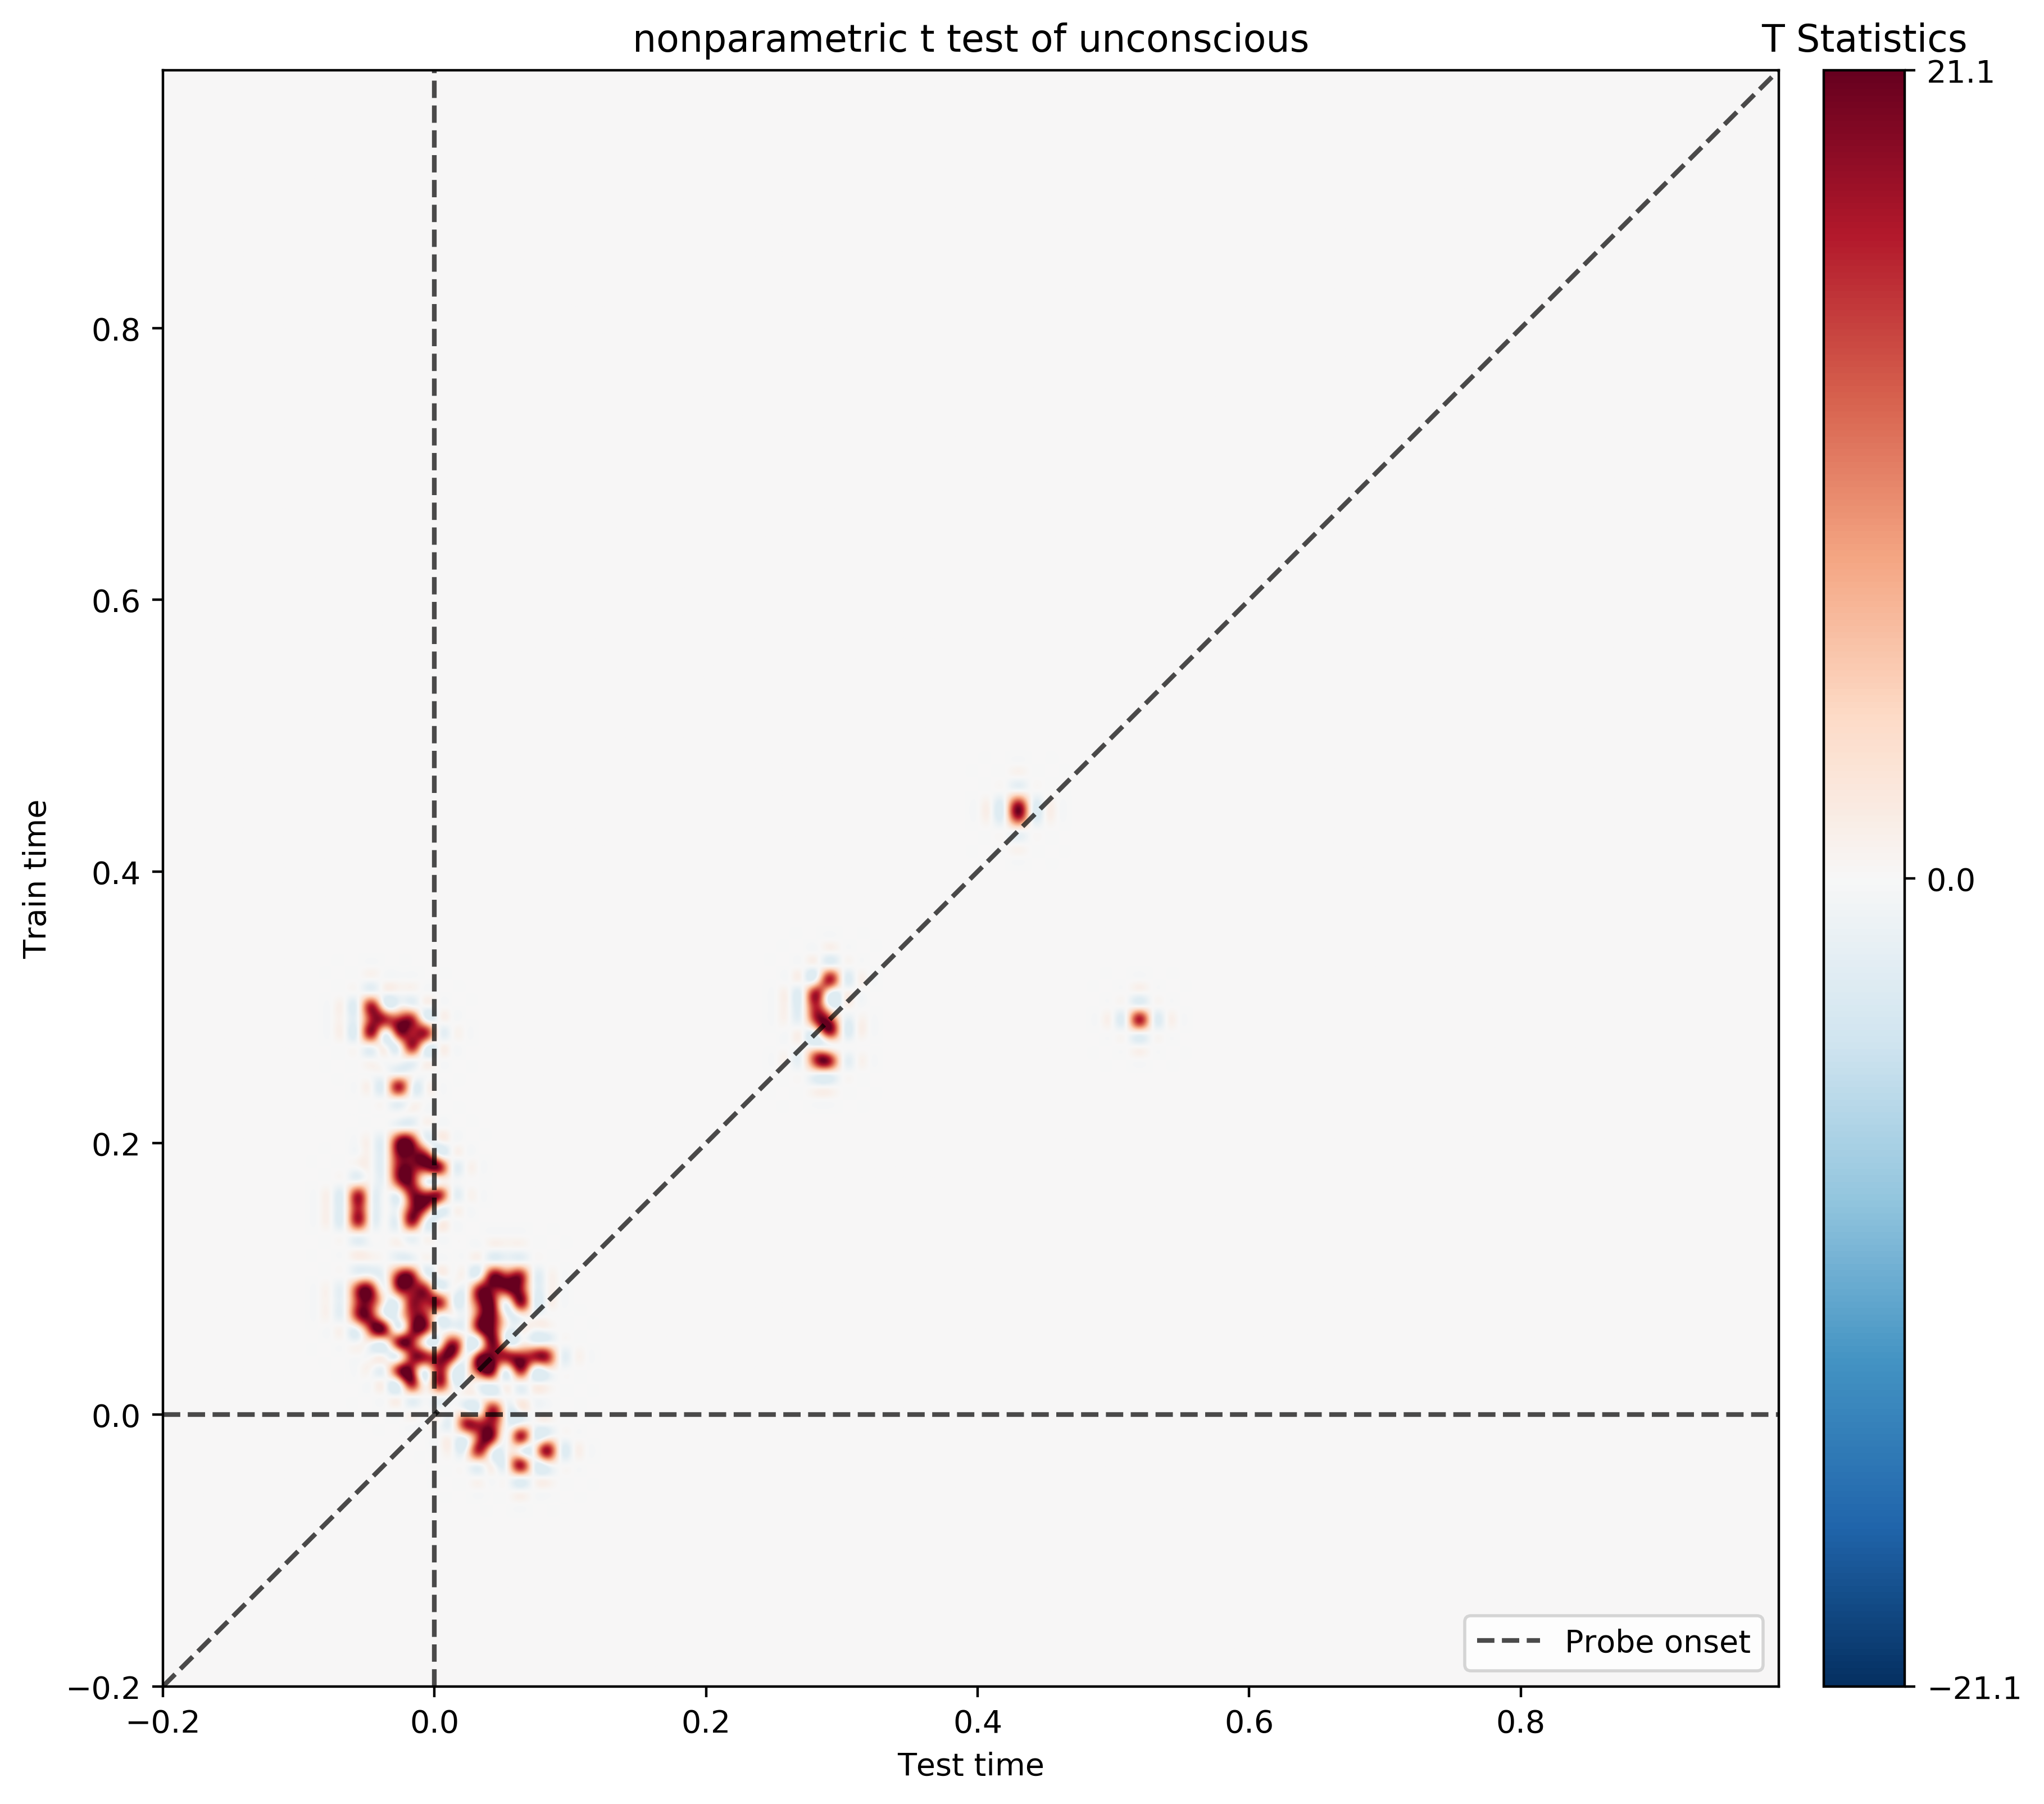 nonparametric t test of unconscious
T Statistics
21.1
0.0
−21.1
Train time
0.8
0.6
0.4
0.2
0.0
−0.2
−0.2 0.0 0.2 0.4 0.6 0.8
Test time
Probe onset